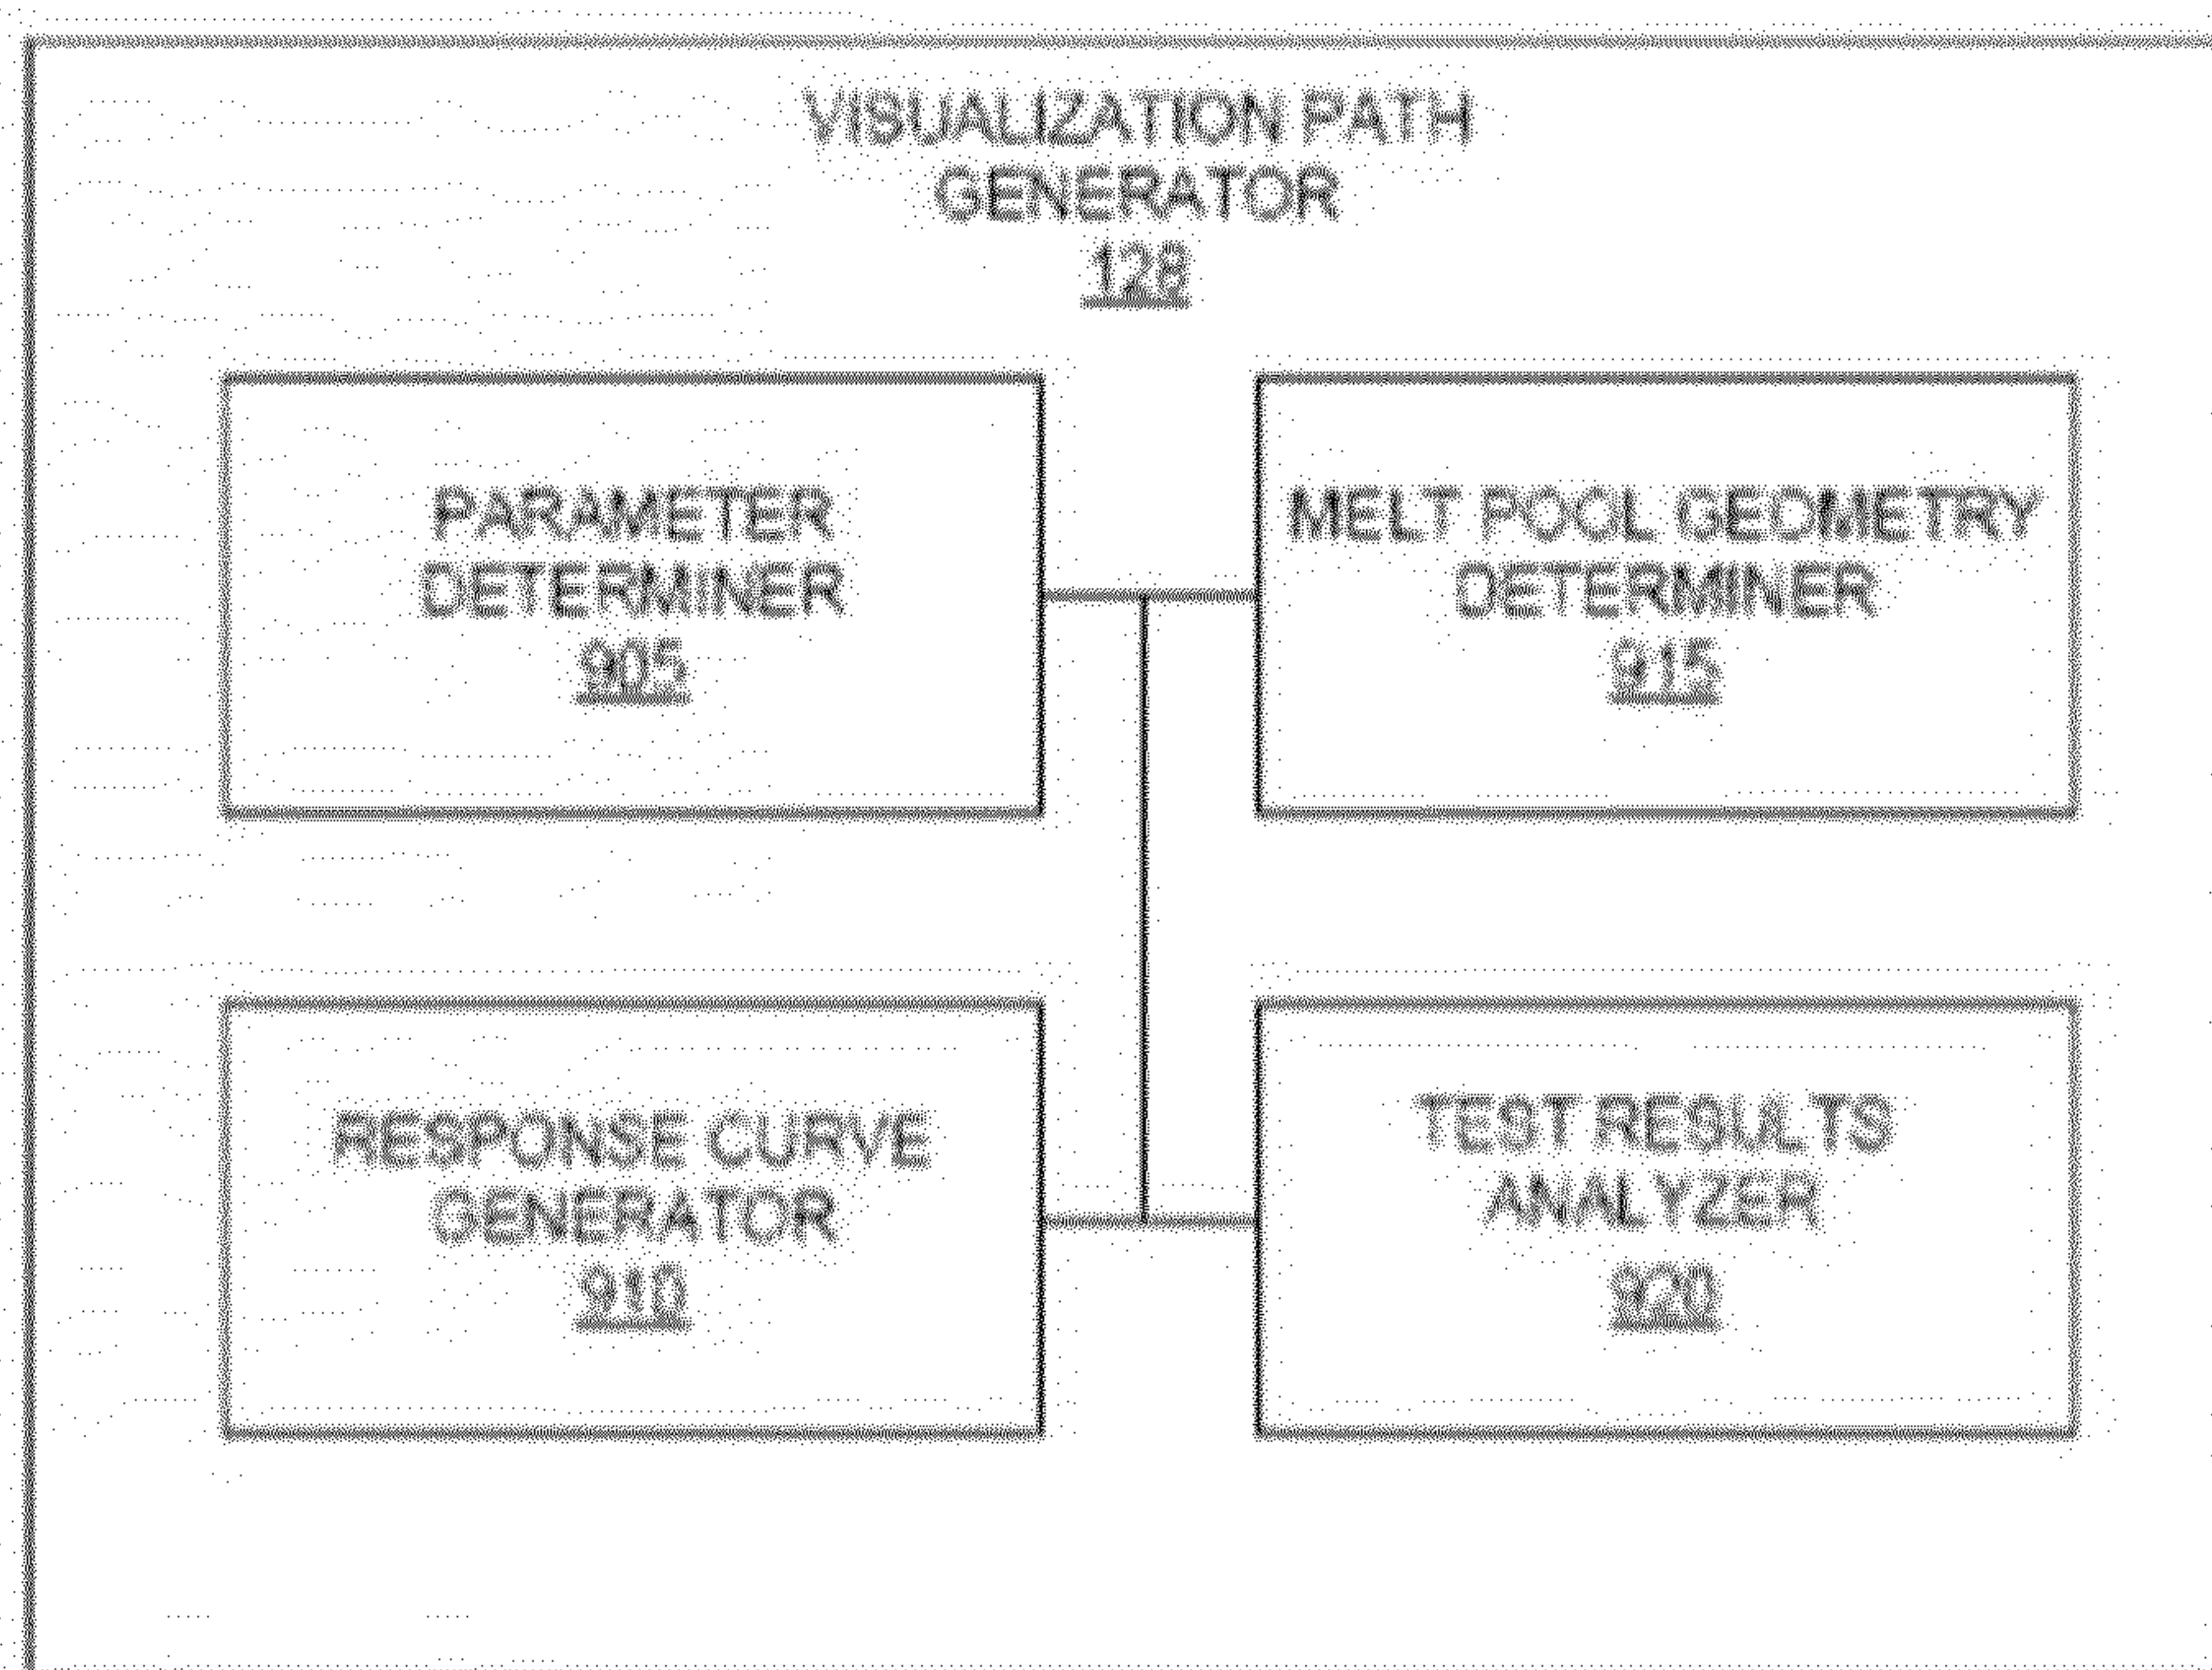 VISUALIZATION PATH
GENERATOR
128
PARAMETER
DETERMINER
905
MELT POOL GEOMETRY
DETERMINER
915
RESPONSE CURVE
GENERATOR
910
TEST RESULTS
ANALYZER
920